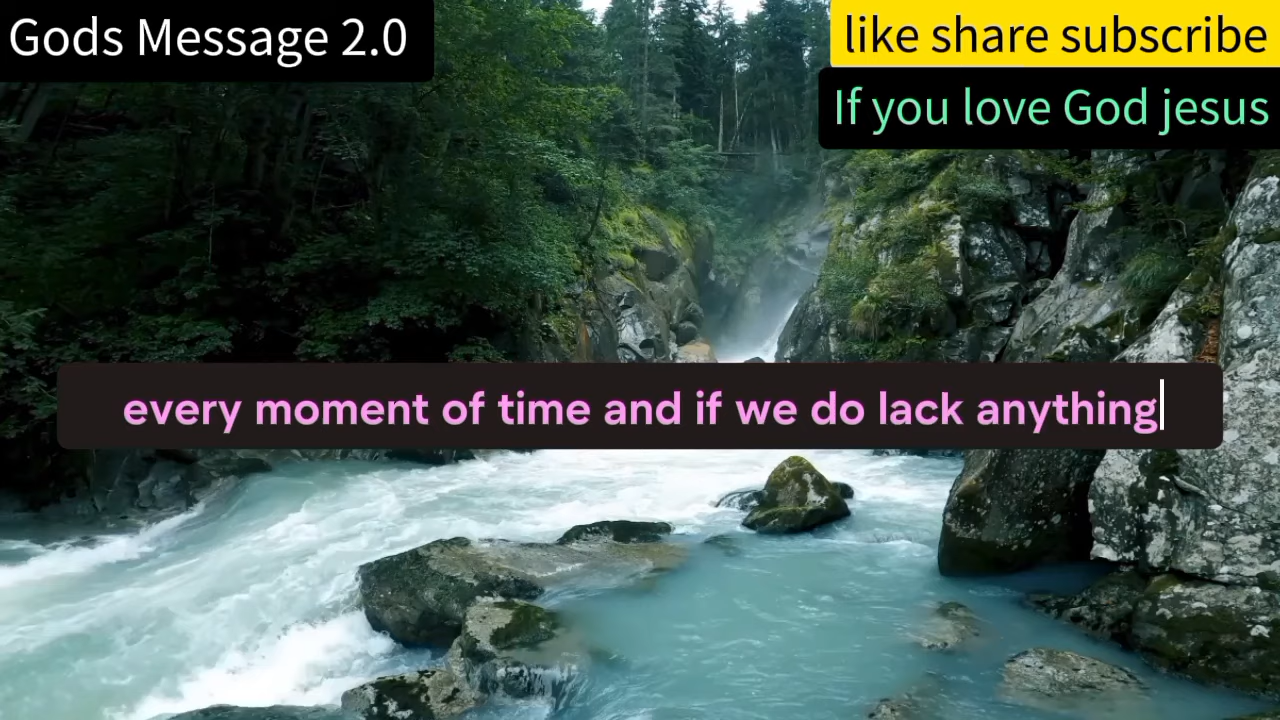 Gods Message 2.0
like share subscribe
If you love God jesus
every moment of time and if we do lack anything